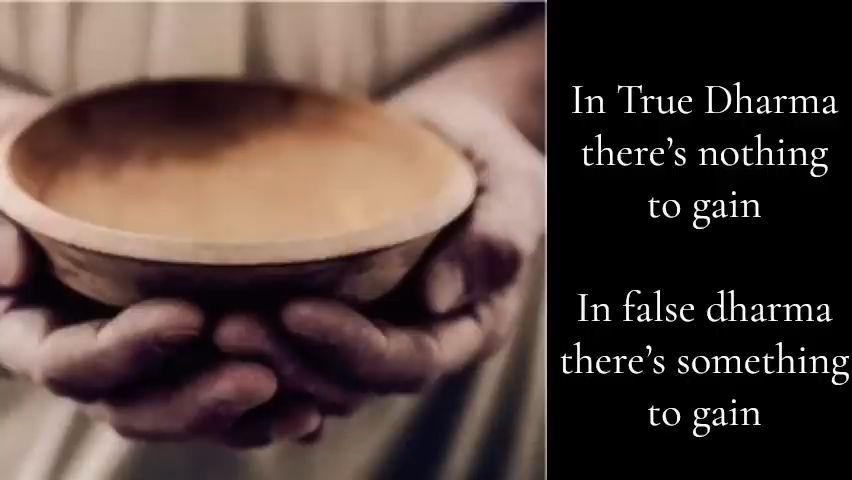 In True Dharma
there's nothing
to gain
In false dharma
there's something
to gain